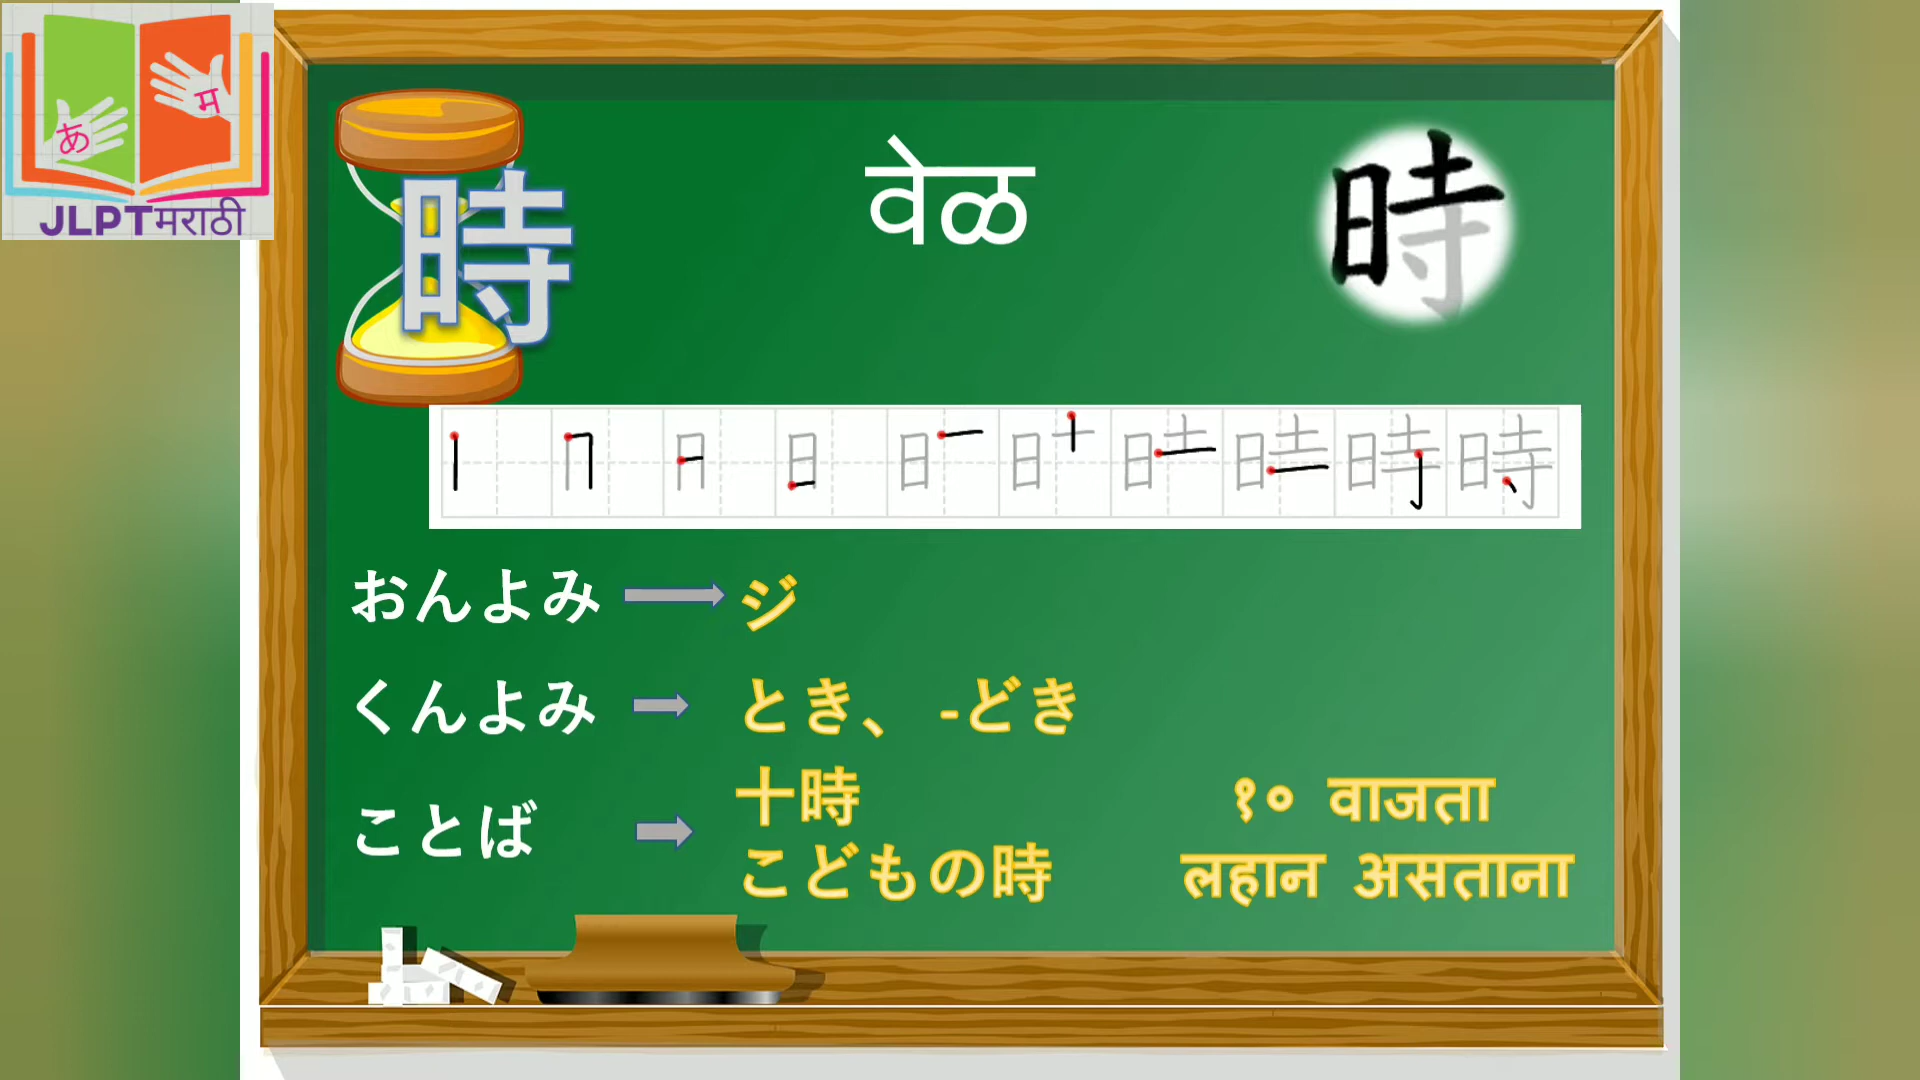 あ
म
JLPTमराठी
時
वेळ
時
おんよみ ジ
くんよみ とき、 -どき
ことば
十時 १० वाजता
こどもの時 लहान असताना